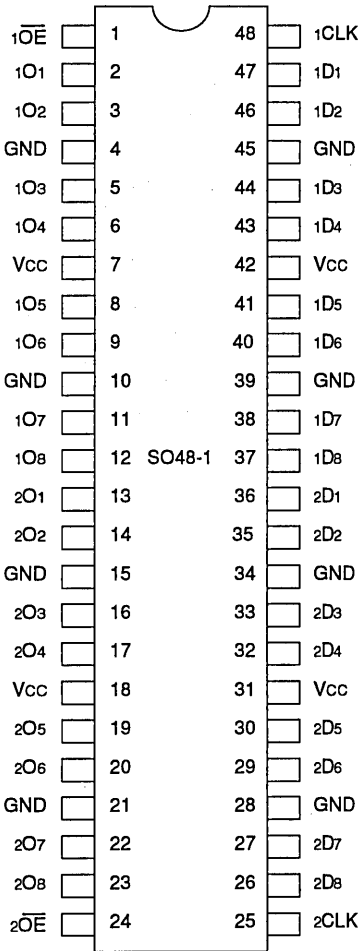 1OE 1 48 1CLK
1O1 2 47 1D1
1O2 3 46 1D2
GND 4 45 GND
1O3 5 44 1D3
1O4 6 43 1D4
VCC 7 42 VCC
1O5 8 41 1D5
1O6 9 40 1D6
GND 10 39 GND
1O7 11 38 1D7
1O8 12 SO48-1 37 1D8
2O1 13 36 2D1
2O2 14 35 2D2
GND 15 34 GND
2O3 16 33 2D3
2O4 17 32 2D4
VCC 18 31 VCC
2O5 19 30 2D5
2O6 20 29 2D6
GND 21 28 GND
2O7 22 27 2D7
2O8 23 26 2D8
2OE 24 25 2CLK